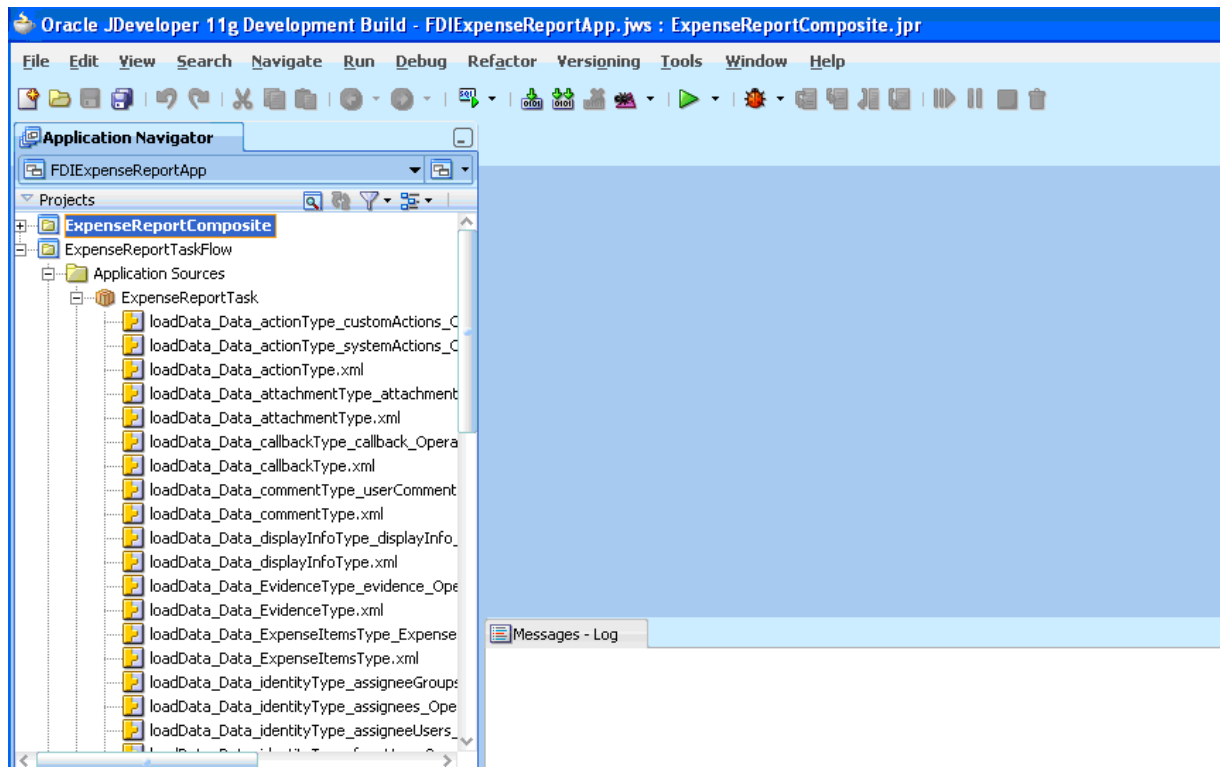 Oracle JDeveloper 11g Development Build - FDIExpenseReportApp.jws : ExpenseReportComposite.jpr
File Edit View Search Navigate Run Debug Refactor Versioning Tools Window Help
Application Navigator
FDIExpenseReportApp
Projects
ExpenseReportComposite
ExpenseReportTaskFlow
Application Sources
ExpenseReportTask
loadData_Data_actionType_customActions_C
loadData_Data_actionType_systemActions_C
loadData_Data_actionType.xml
loadData_Data_attachmentType_attachment
loadData_Data_attachmentType.xml
loadData_Data_callbackType_callback_Opera
loadData_Data_callbackType.xml
loadData_Data_commentType_userComment
loadData_Data_commentType.xml
loadData_Data_displayInfoType_displayInfo_
loadData_Data_displayInfoType.xml
loadData_Data_EvidenceType_evidence_Ope
loadData_Data_EvidenceType.xml
loadData_Data_ExpenseItemsType_Expense
loadData_Data_ExpenseItemsType.xml
loadData_Data_identityType_assigneeGroups
loadData_Data_identityType_assignees_Ope
loadData_Data_identityType_assigneeUsers_
Messages - Log